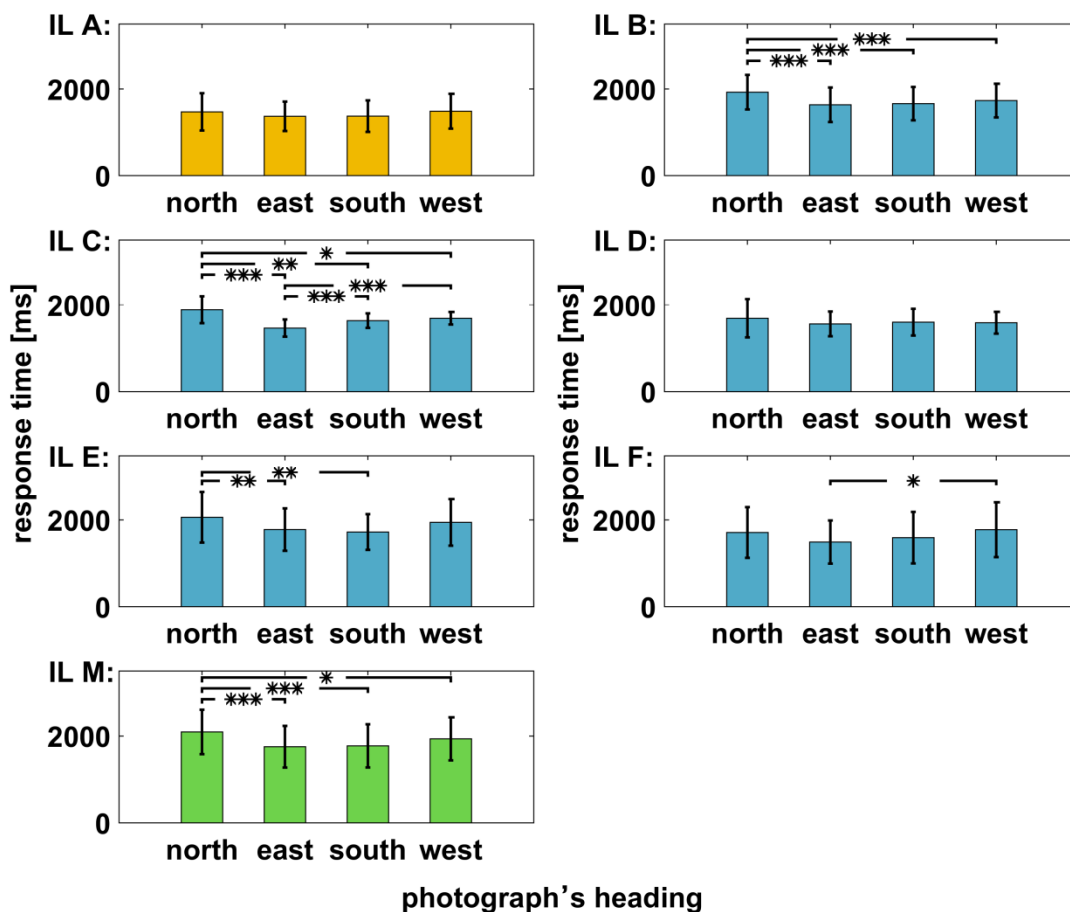 IL A:
2000
0
north east south west
IL B:
***
***
***
2000
0
north east south west
IL C:
*
**
***
***
***
2000
0
north east south west
IL D:
2000
0
north east south west
IL E:
**
**
2000
0
north east south west
IL F:
*
2000
0
north east south west
IL M:
*
***
***
2000
0
north east south west
response time [ms]
response time [ms]
photograph's heading